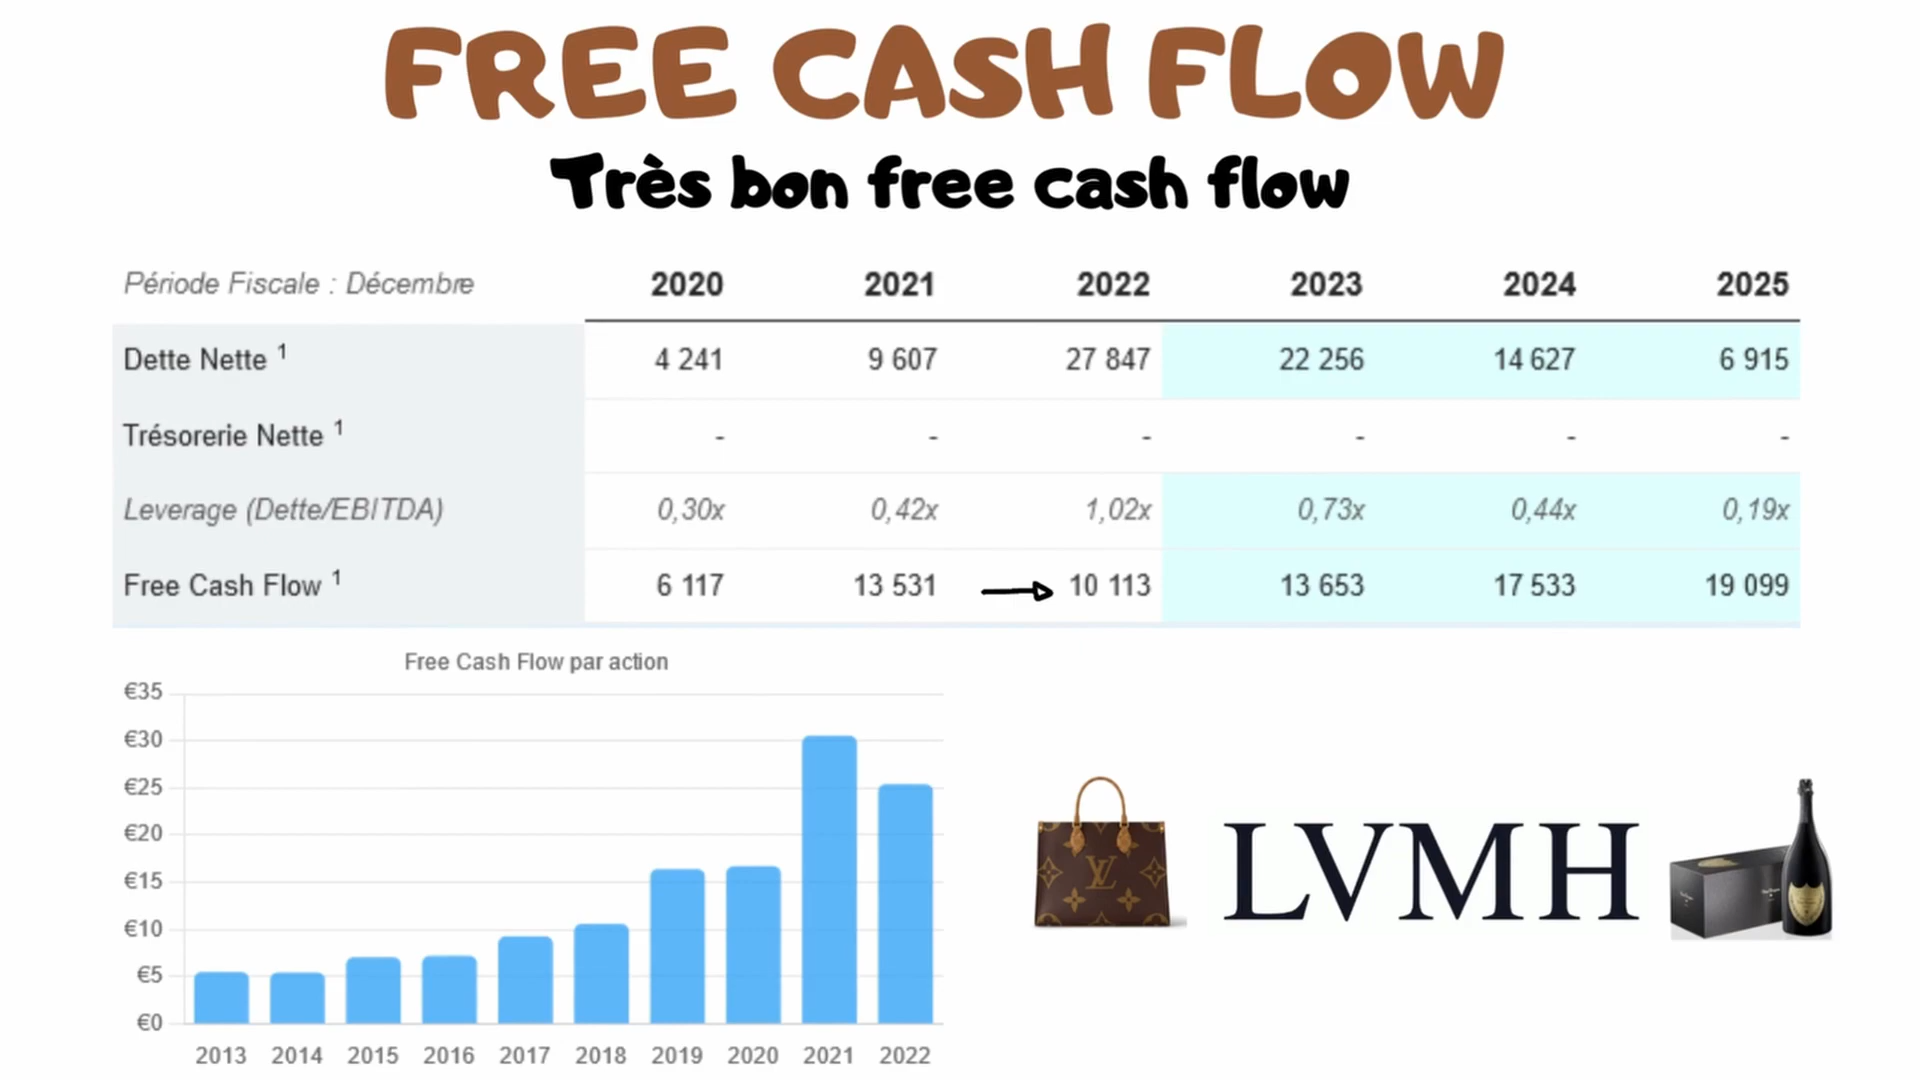 FREE CASH FLOW
Très bon free cash flow
Période Fiscale : Décembre 2020 2021 2022 2023 2024 2025
Dette Nette 1 4 241 9 607 27 847 22 256 14 627 6 915
Trésorerie Nette 1 - - - - - -
Leverage (Dette/EBITDA) 0,30x 0,42x 1,02x 0,73x 0,44x 0,19x
Free Cash Flow 1 6 117 13 531 10 113 13 653 17 533 19 099
Free Cash Flow par action
€35
€30
€25
€20
€15
€10
€5
€0
2013 2014 2015 2016 2017 2018 2019 2020 2021 2022
LV
LVMH